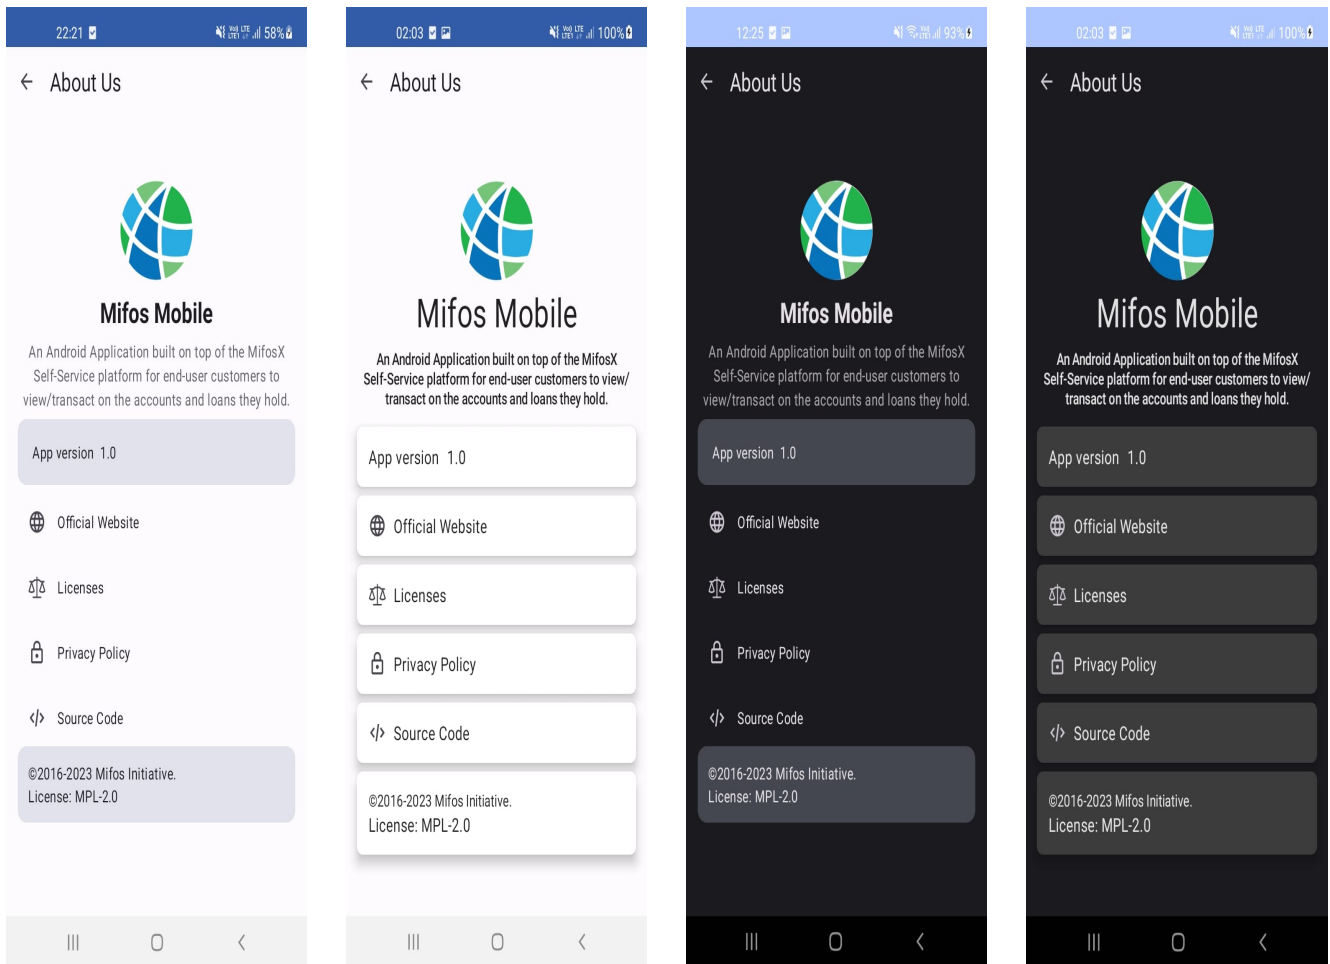 22:21
58%
About Us
Mifos Mobile
An Android Application built on top of the MifosX
Self-Service platform for end-user customers to
view/transact on the accounts and loans they hold.
App version 1.0
Official Website
Licenses
Privacy Policy
Source Code
©2016-2023 Mifos Initiative.
License: MPL-2.0
02:03
Vo) LTE
LTE1
100%
About Us
Mifos Mobile
An Android Application built on top of the MifosX
Self-Service platform for end-user customers to view/
transact on the accounts and loans they hold.
App version 1.0
Official Website
Licenses
Privacy Policy
Source Code
©2016-2023 Mifos Initiative.
License: MPL-2.0
12:25
93%
About Us
Mifos Mobile
An Android Application built on top of the MifosX
Self-Service platform for end-user customers to
view/transact on the accounts and loans they hold.
App version 1.0
Official Website
Licenses
Privacy Policy
Source Code
©2016-2023 Mifos Initiative.
License: MPL-2.0
02:03
100%
About Us
Mifos Mobile
An Android Application built on top of the MifosX
Self-Service platform for end-user customers to view/
transact on the accounts and loans they hold.
App version 1.0
Official Website
Licenses
Privacy Policy
Source Code
©2016-2023 Mifos Initiative.
License: MPL-2.0